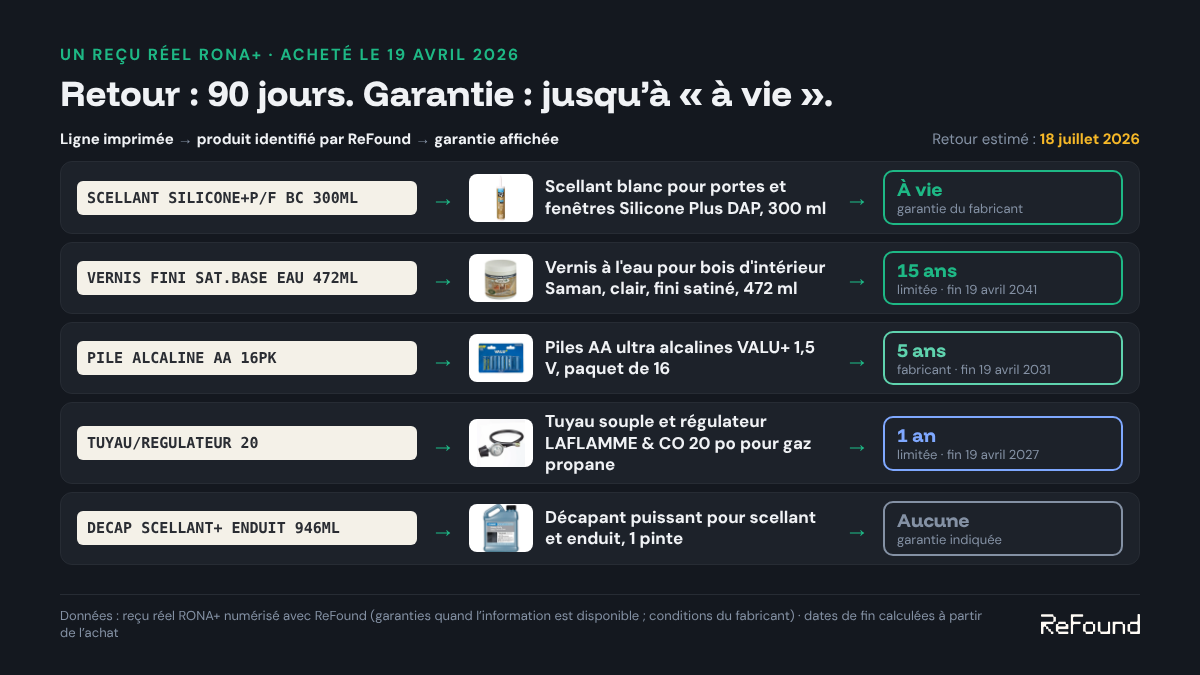 UN REÇU RÉEL RONA+ · ACHETÉ LE 19 AVRIL 2026
Retour : 90 jours. Garantie : jusqu’à « à vie ».
Ligne imprimée → produit identifié par ReFound → garantie affichée
Retour estimé : 18 juillet 2026
SCELLANT SILICONE+P/F BC 300ML
→
Scellant blanc pour portes et
fenêtres Silicone Plus DAP, 300 ml
→
À vie
garantie du fabricant
VERNIS FINI SAT.BASE EAU 472ML
→
Vernis à l'eau pour bois d'intérieur
Saman, clair, fini satiné, 472 ml
→
15 ans
limitée · fin 19 avril 2041
PILE ALCALINE AA 16PK
→
Piles AA ultra alcalines VALU+ 1,5
V, paquet de 16
→
5 ans
fabricant · fin 19 avril 2031
TUYAU/REGULATEUR 20
→
Tuyau souple et régulateur
LAFLAMME & CO 20 po pour gaz
propane
→
1 an
limitée · fin 19 avril 2027
DECAP SCELLANT+ ENDUIT 946ML
→
Décapant puissant pour scellant
et enduit, 1 pinte
→
Aucune
garantie indiquée
Données : reçu réel RONA+ numérisé avec ReFound (garanties quand l’information est disponible ; conditions du fabricant) · dates de fin calculées à partir
de l’achat
ReFound